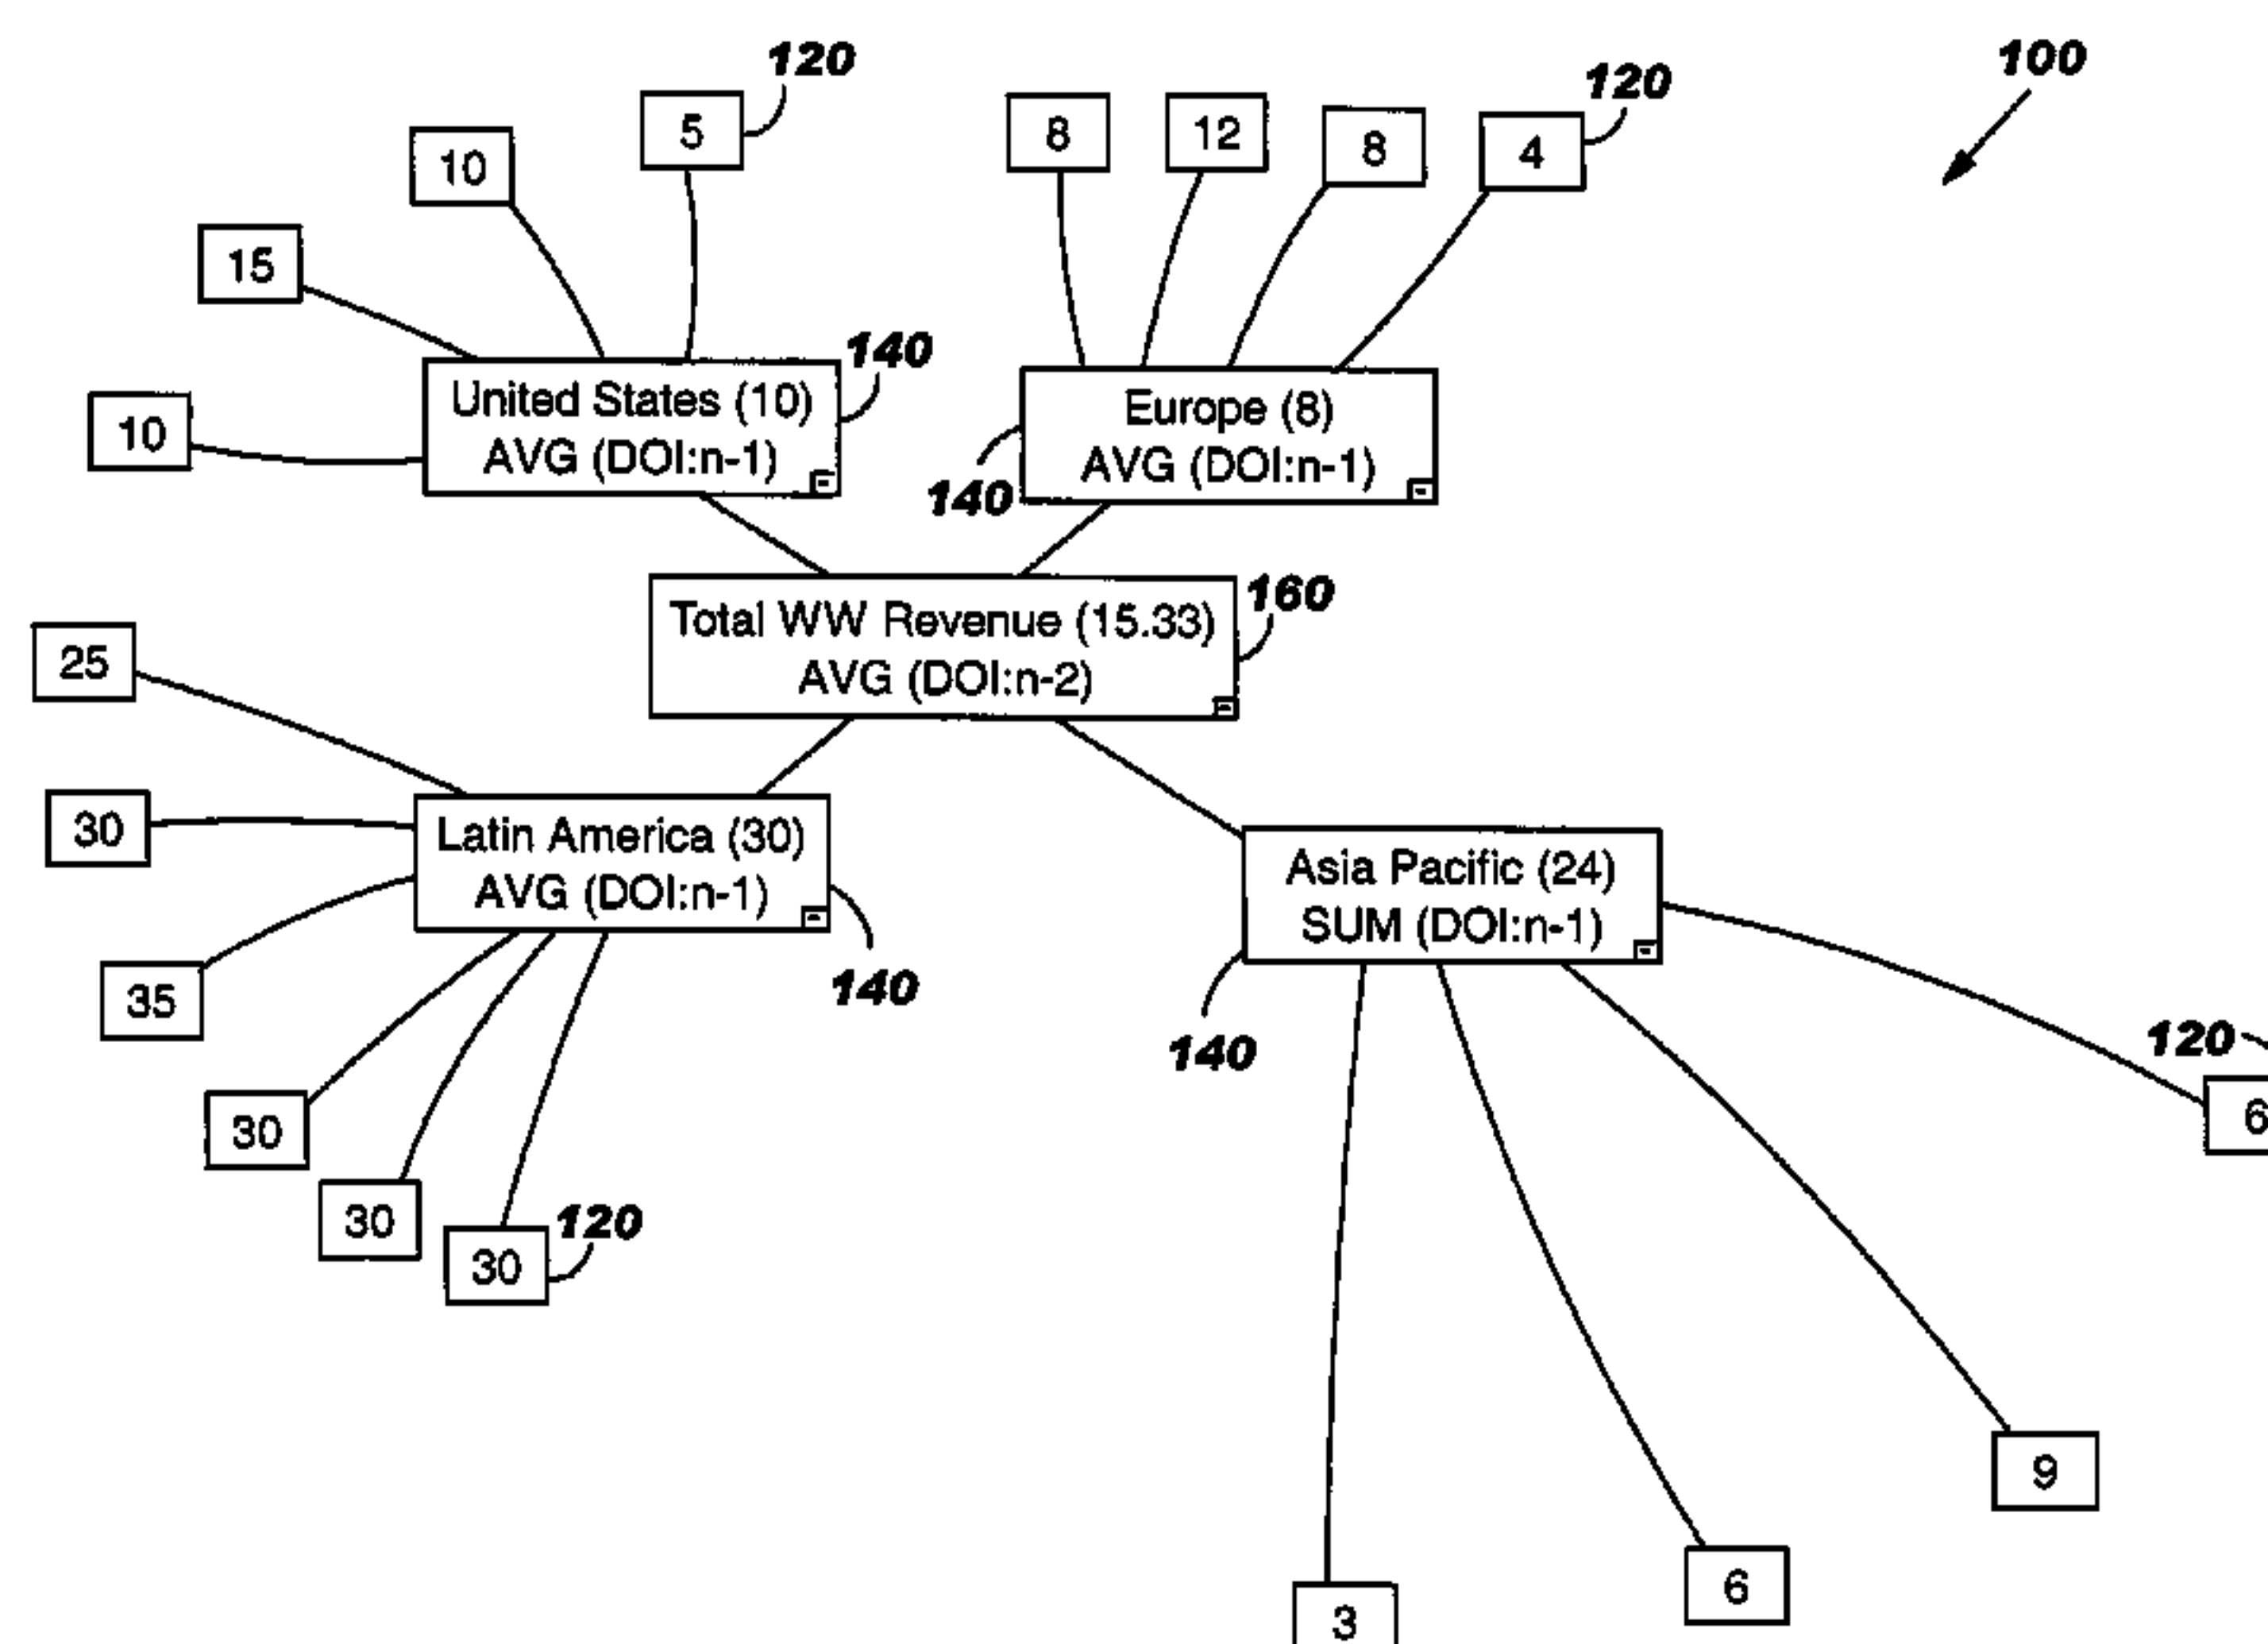 120
100
120
5
8
12
8
4
10
15
140
United States (10)
AVG (DOI:n-1)
Europe (8)
AVG (DOI:n-1)
10
140
160
Total WW Revenue (15.33)
AVG (DOI:n-2)
25
30
Latin America (30)
AVG (DOI:n-1)
Asia Pacific (24)
SUM (DOI:n-1)
35
140
140
120
6
30
30
120
30
9
6
3